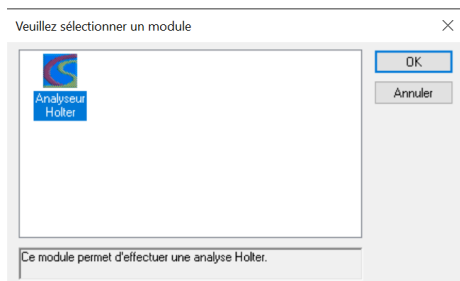 Veuillez sélectionner un module
OK
Annuler
Analyseur
Holter
Ce module permet d'effectuer une analyse Holter.